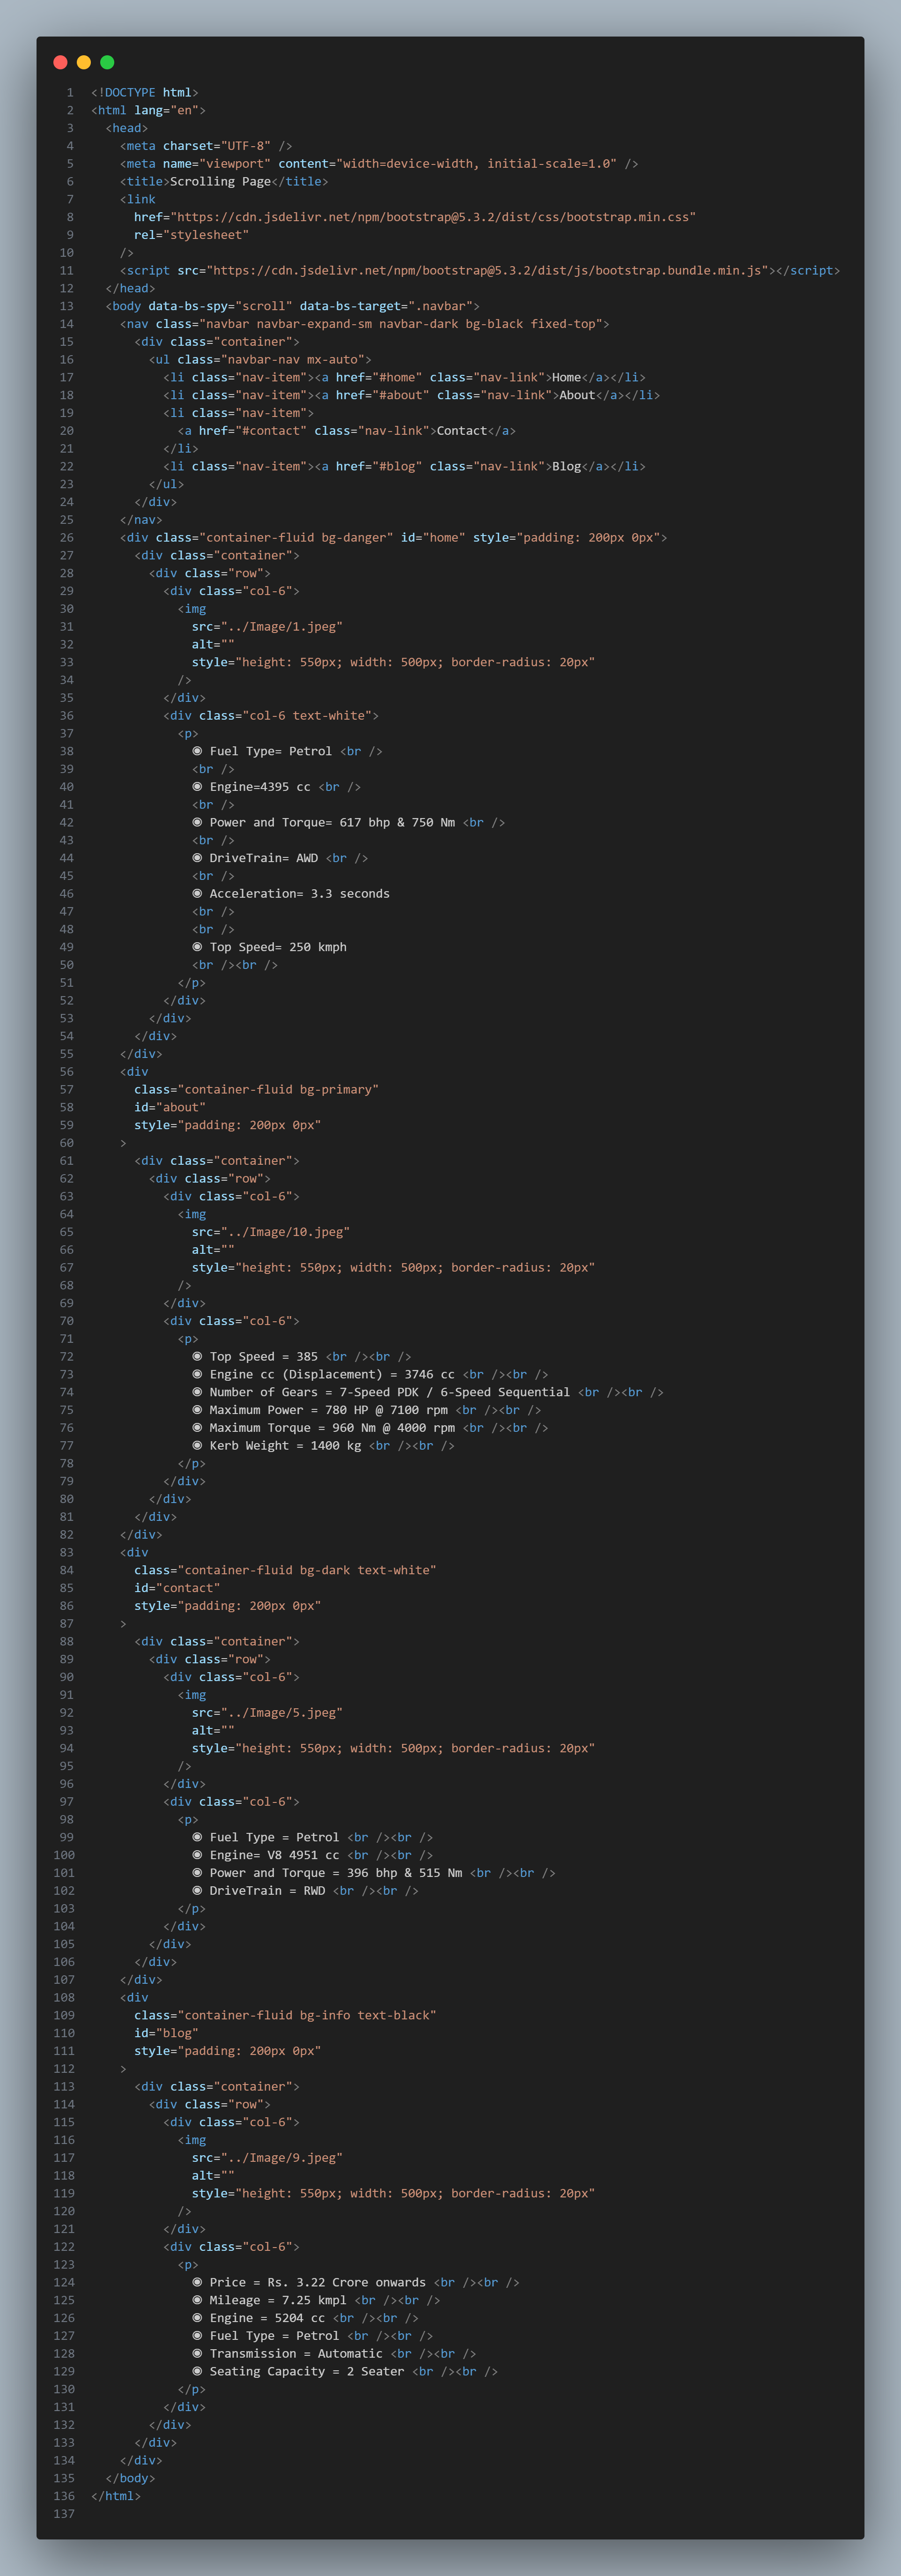 1 <!DOCTYPE html>
2 <html lang="en">
3   <head>
4     <meta charset="UTF-8" />
5     <meta name="viewport" content="width=device-width, initial-scale=1.0" />
6     <title>Scrolling Page</title>
7     <link
8       href="https://cdn.jsdelivr.net/npm/bootstrap@5.3.2/dist/css/bootstrap.min.css"
9       rel="stylesheet"
10     />
11     <script src="https://cdn.jsdelivr.net/npm/bootstrap@5.3.2/dist/js/bootstrap.bundle.min.js"></script>
12   </head>
13   <body data-bs-spy="scroll" data-bs-target=".navbar">
14     <nav class="navbar navbar-expand-sm navbar-dark bg-black fixed-top">
15       <div class="container">
16         <ul class="navbar-nav mx-auto">
17           <li class="nav-item"><a href="#home" class="nav-link">Home</a></li>
18           <li class="nav-item"><a href="#about" class="nav-link">About</a></li>
19           <li class="nav-item">
20             <a href="#contact" class="nav-link">Contact</a>
21           </li>
22           <li class="nav-item"><a href="#blog" class="nav-link">Blog</a></li>
23         </ul>
24       </div>
25     </nav>
26     <div class="container-fluid bg-danger" id="home" style="padding: 200px 0px">
27       <div class="container">
28         <div class="row">
29           <div class="col-6">
30             <img
31               src="../Image/1.jpeg"
32               alt=""
33               style="height: 550px; width: 500px; border-radius: 20px"
34             />
35           </div>
36           <div class="col-6 text-white">
37             <p>
38               ◉ Fuel Type= Petrol <br />
39               <br />
40               ◉ Engine=4395 cc <br />
41               <br />
42               ◉ Power and Torque= 617 bhp & 750 Nm <br />
43               <br />
44               ◉ DriveTrain= AWD <br />
45               <br />
46               ◉ Acceleration= 3.3 seconds
47               <br />
48               <br />
49               ◉ Top Speed= 250 kmph
50               <br /><br />
51             </p>
52           </div>
53         </div>
54       </div>
55     </div>
56     <div
57       class="container-fluid bg-primary"
58       id="about"
59       style="padding: 200px 0px"
60     >
61       <div class="container">
62         <div class="row">
63           <div class="col-6">
64             <img
65               src="../Image/10.jpeg"
66               alt=""
67               style="height: 550px; width: 500px; border-radius: 20px"
68             />
69           </div>
70           <div class="col-6">
71             <p>
72               ◉ Top Speed = 385 <br /><br />
73               ◉ Engine cc (Displacement) = 3746 cc <br /><br />
74               ◉ Number of Gears = 7-Speed PDK / 6-Speed Sequential <br /><br />
75               ◉ Maximum Power = 780 HP @ 7100 rpm <br /><br />
76               ◉ Maximum Torque = 960 Nm @ 4000 rpm <br /><br />
77               ◉ Kerb Weight = 1400 kg <br /><br />
78             </p>
79           </div>
80         </div>
81       </div>
82     </div>
83     <div
84       class="container-fluid bg-dark text-white"
85       id="contact"
86       style="padding: 200px 0px"
87     >
88       <div class="container">
89         <div class="row">
90           <div class="col-6">
91             <img
92               src="../Image/5.jpeg"
93               alt=""
94               style="height: 550px; width: 500px; border-radius: 20px"
95             />
96           </div>
97           <div class="col-6">
98             <p>
99               ◉ Fuel Type = Petrol <br /><br />
100               ◉ Engine= V8 4951 cc <br /><br />
101               ◉ Power and Torque = 396 bhp & 515 Nm <br /><br />
102               ◉ DriveTrain = RWD <br /><br />
103             </p>
104           </div>
105         </div>
106       </div>
107     </div>
108     <div
109       class="container-fluid bg-info text-black"
110       id="blog"
111       style="padding: 200px 0px"
112     >
113       <div class="container">
114         <div class="row">
115           <div class="col-6">
116             <img
117               src="../Image/9.jpeg"
118               alt=""
119               style="height: 550px; width: 500px; border-radius: 20px"
120             />
121           </div>
122           <div class="col-6">
123             <p>
124               ◉ Price = Rs. 3.22 Crore onwards <br /><br />
125               ◉ Mileage = 7.25 kmpl <br /><br />
126               ◉ Engine = 5204 cc <br /><br />
127               ◉ Fuel Type = Petrol <br /><br />
128               ◉ Transmission = Automatic <br /><br />
129               ◉ Seating Capacity = 2 Seater <br /><br />
130             </p>
131           </div>
132         </div>
133       </div>
134     </div>
135   </body>
136 </html>
137